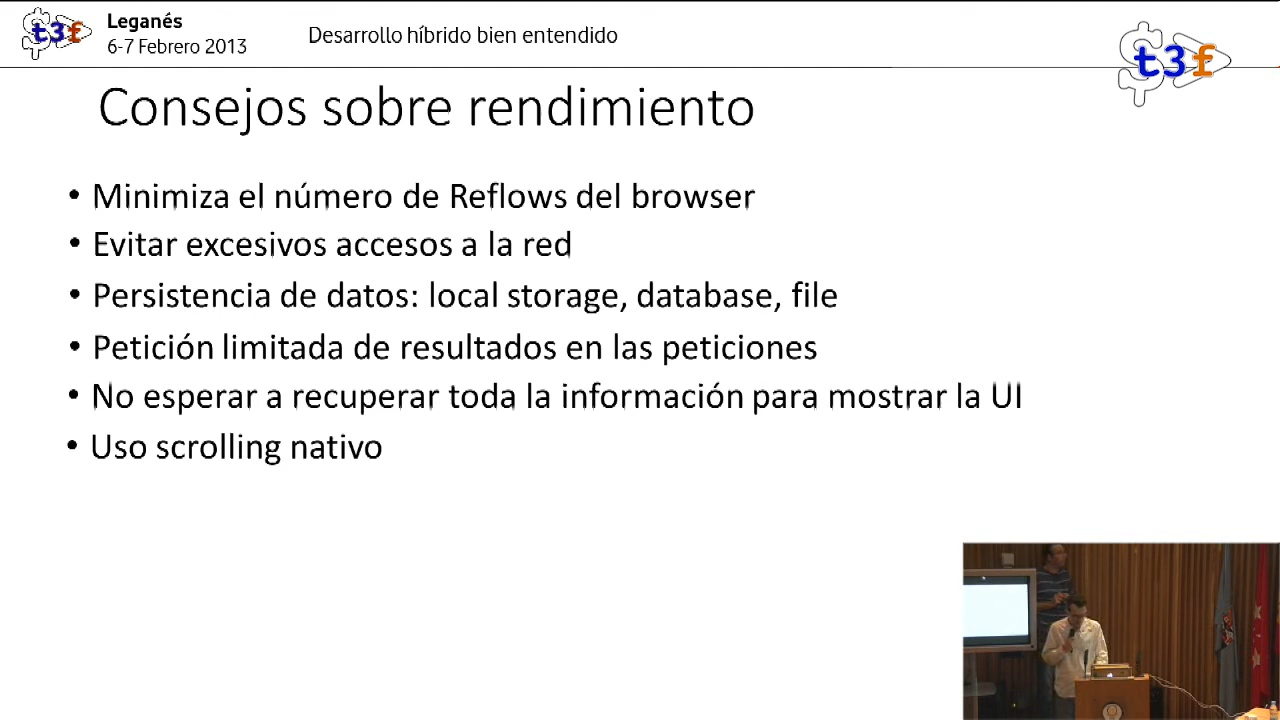 t3f
Leganés
6-7 Febrero 2013
Desarrollo híbrido bien entendido
t3f
Consejos sobre rendimiento
• Minimiza el número de Reflows del browser
• Evitar excesivos accesos a la red
• Persistencia de datos: local storage, database, file
• Petición limitada de resultados en las peticiones
• No esperar a recuperar toda la información para mostrar la UI
• Uso scrolling nativo